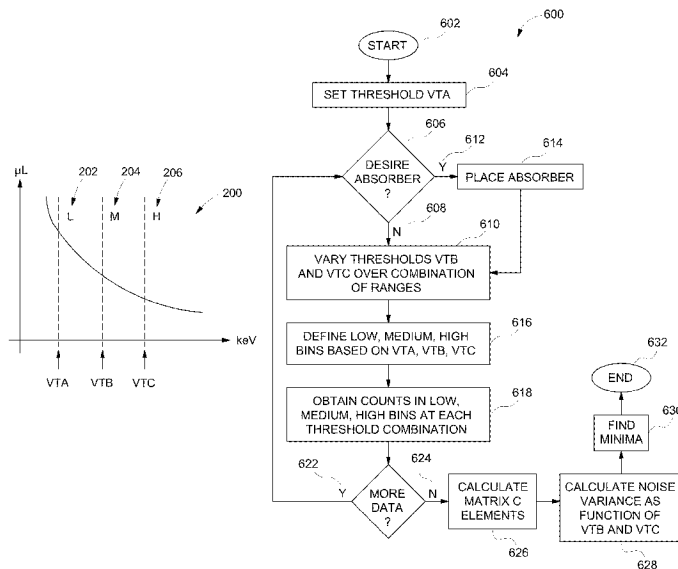 600
602
START
604
SET THRESHOLD VTA
606
612
614
DESIRE
ABSORBER
?
Y
PLACE ABSORBER
608
N
610
VARY THRESHOLDS VTB
AND VTC OVER COMBINATION
OF RANGES
616
DEFINE LOW, MEDIUM, HIGH
BINS BASED ON VTA, VTB, VTC
618
OBTAIN COUNTS IN LOW,
MEDIUM, HIGH BINS AT EACH
THRESHOLD COMBINATION
622
Y
624
N
MORE
DATA
?
CALCULATE
MATRIX C
ELEMENTS
626
CALCULATE NOISE
VARIANCE AS
FUNCTION OF
VTB AND VTC
628
FIND
MINIMA
630
END
632
μL
202
204
206
200
L
M
H
keV
VTA
VTB
VTC